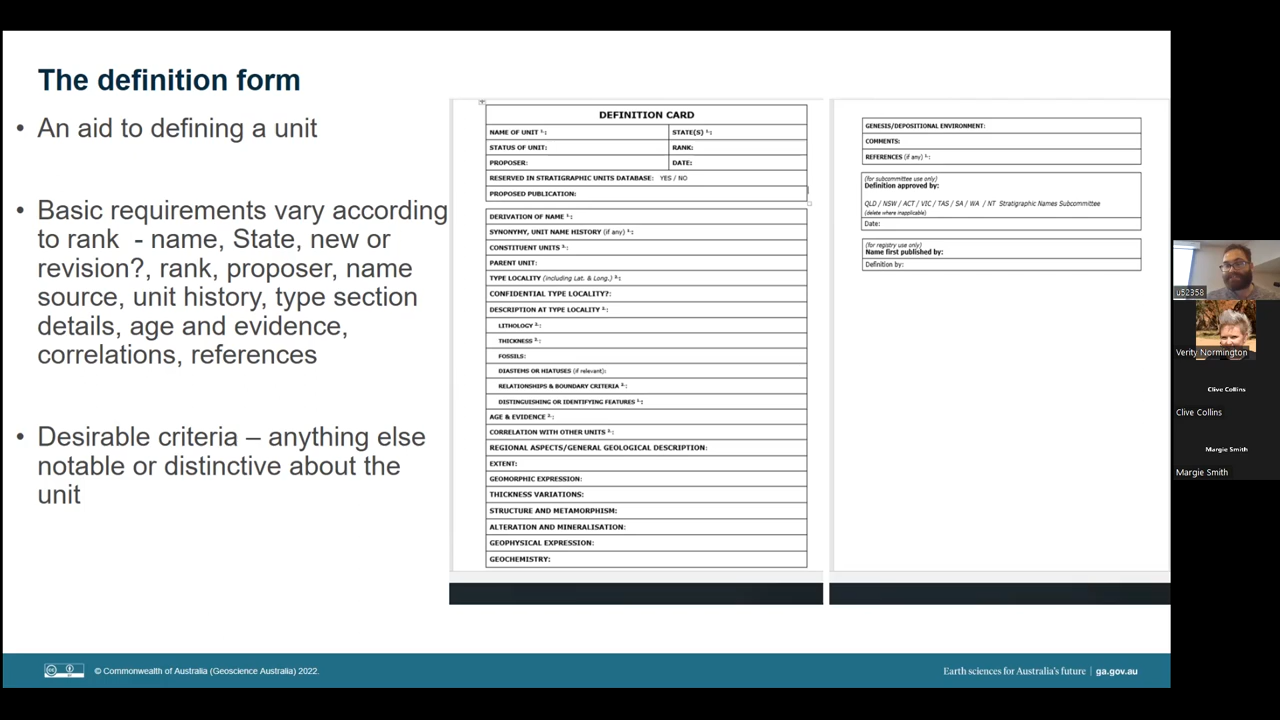 The definition form
• An aid to defining a unit
• Basic requirements vary according
to rank - name, State, new or
revision?, rank, proposer, name
source, unit history, type section
details, age and evidence,
correlations, references
• Desirable criteria – anything else
notable or distinctive about the
unit
DEFINITION CARD
NAME OF UNIT 1.: STATE(S) 1.:
STATUS OF UNIT: RANK:
PROPOSER: DATE:
RESERVED IN STRATIGRAPHIC UNITS DATABASE: YES / NO
PROPOSED PUBLICATION:
DERIVATION OF NAME 1.:
SYNONYMY, UNIT NAME HISTORY (if any) 1.:
CONSTITUENT UNITS :
PARENT UNIT:
TYPE LOCALITY (including Lat. & Long.) :
CONFIDENTIAL TYPE LOCALITY?:
DESCRIPTION AT TYPE LOCALITY :
LITHOLOGY :
THICKNESS :
FOSSILS:
DIASTEMS OR HIATUSES (if relevant):
RELATIONSHIPS & BOUNDARY CRITERIA :
DISTINGUISHING OR IDENTIFYING FEATURES :
AGE & EVIDENCE :
CORRELATION WITH OTHER UNITS :
REGIONAL ASPECTS/GENERAL GEOLOGICAL DESCRIPTION:
EXTENT:
GEOMORPHIC EXPRESSION:
THICKNESS VARIATIONS:
STRUCTURE AND METAMORPHISM:
ALTERATION AND MINERALISATION:
GEOPHYSICAL EXPRESSION:
GEOCHEMISTRY:
GENESIS/DEPOSITIONAL ENVIRONMENT:
COMMENTS:
REFERENCES (if any) 1.:
(for subcommittee use only)
Definition approved by:
QLD / NSW / ACT / VIC / TAS / SA / WA / NT Stratigraphic Names Subcommittee
(delete where inapplicable)
Date:
(for registry use only)
Name first published by:
Definition by:
u52358
Verity Normington
Clive Collins
Clive Collins
Margie Smith
Margie Smith
© Commonwealth of Australia (Geoscience Australia) 2022.
Earth sciences for Australia's future | ga.gov.au